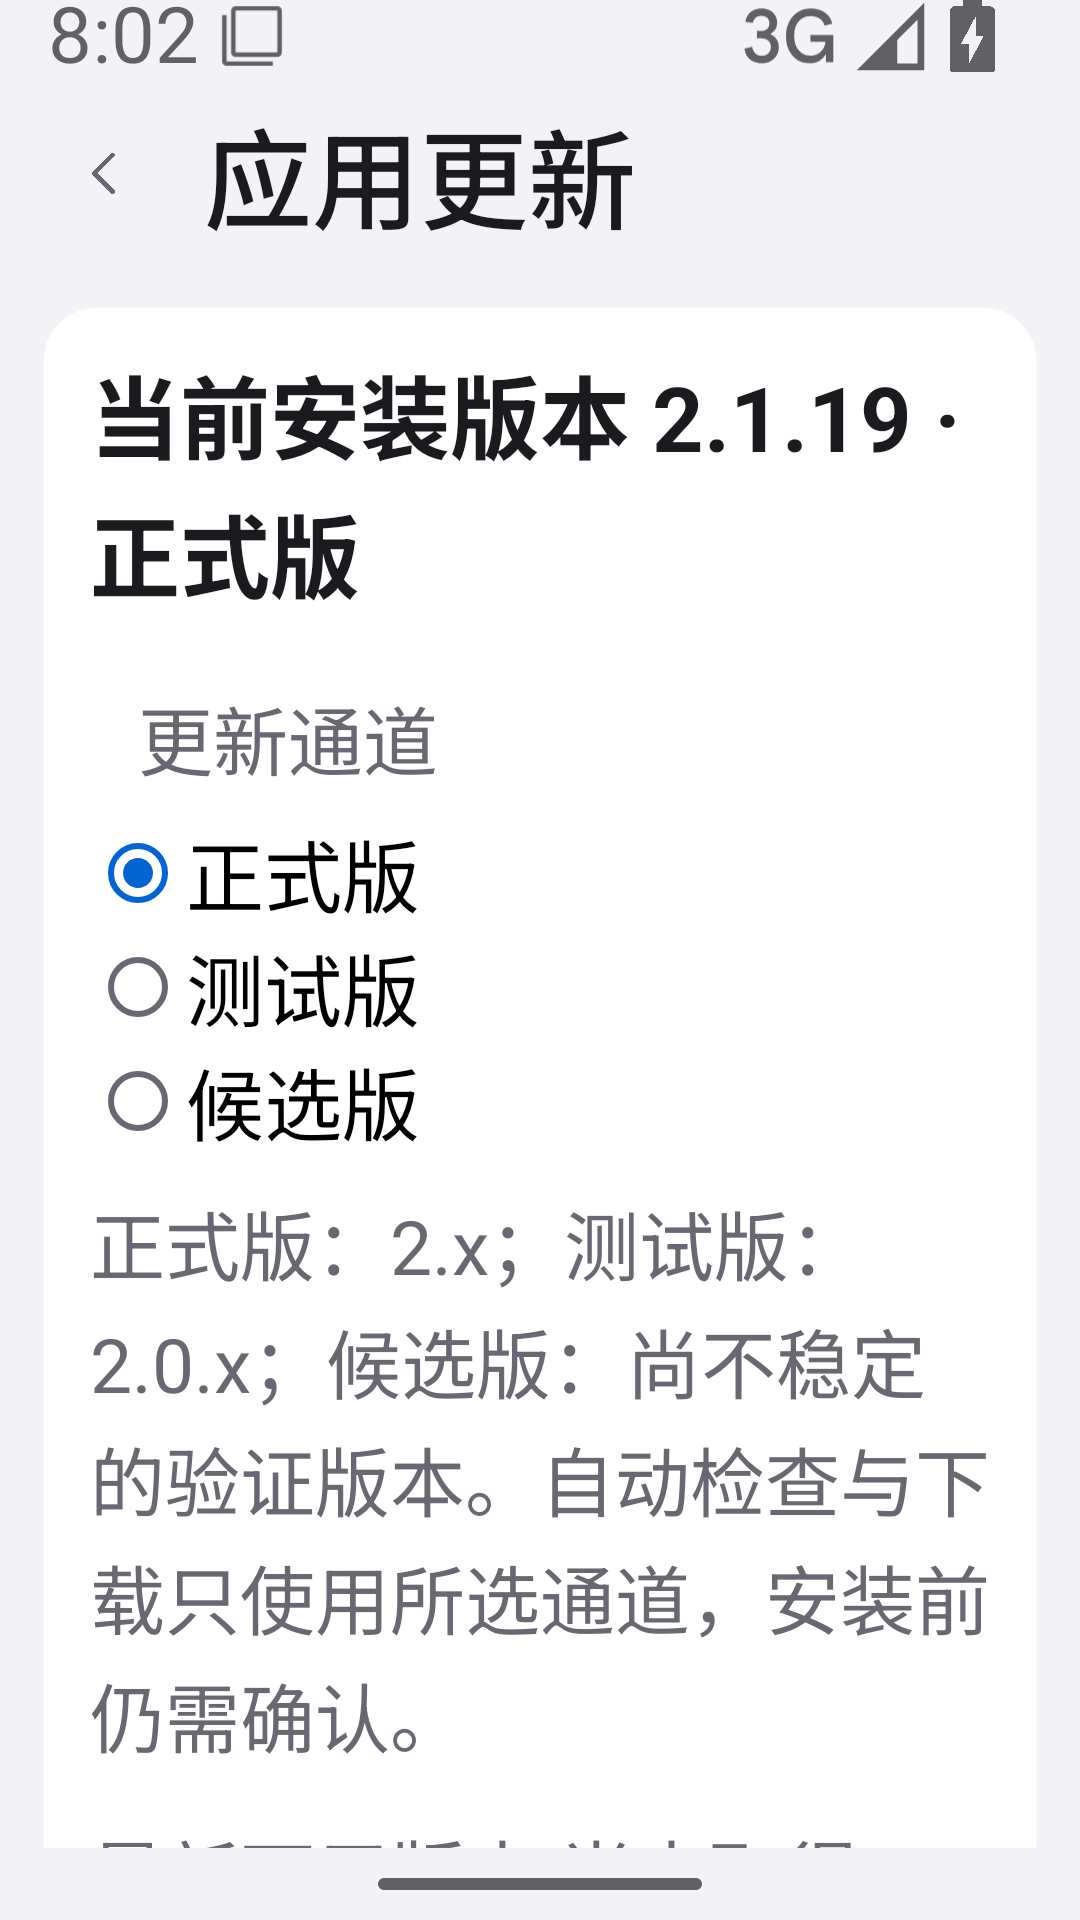 8:02
3G
应用更新
当前安装版本 2.1.19 ·
正式版
更新通道
正式版
测试版
候选版
正式版：2.x；测试版：
2.0.x；候选版：尚不稳定
的验证版本。自动检查与下
载只使用所选通道，安装前
仍需确认。